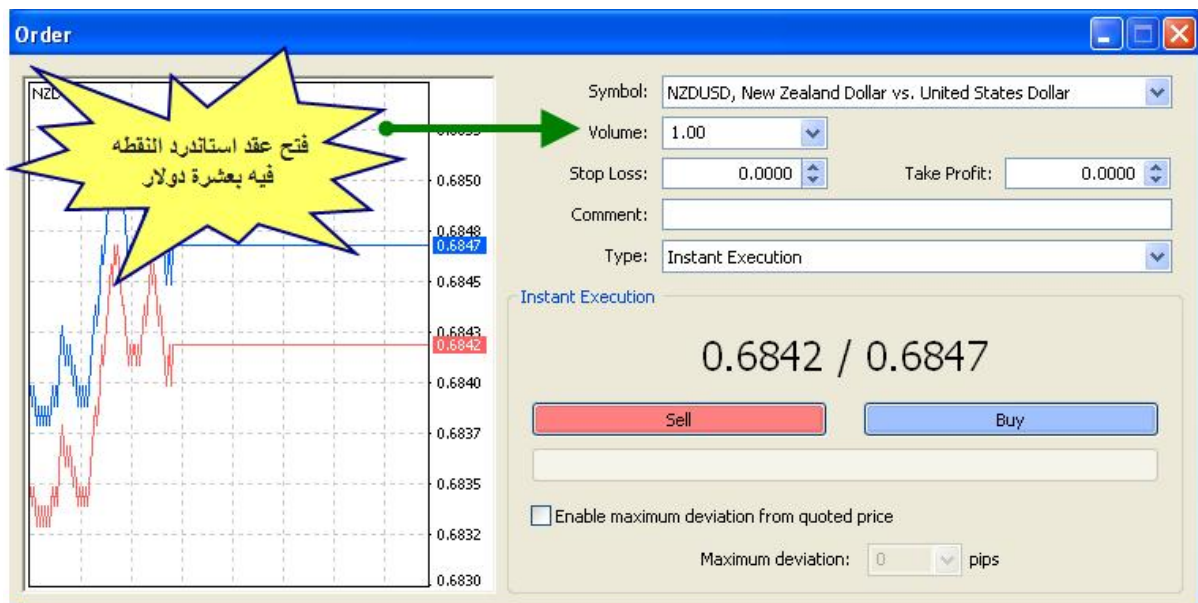 Order
NZD
فتح عقد استاندرد النقطه
فيه بعشرة دولار
0.6850
0.6848
0.6847
0.6845
0.6843
0.6842
0.6840
0.6837
0.6835
0.6832
0.6830
Symbol: NZDUSD, New Zealand Dollar vs. United States Dollar
Volume: 1.00
Stop Loss: 0.0000 Take Profit: 0.0000
Comment:
Type: Instant Execution
Instant Execution
0.6842 / 0.6847
Sell Buy
Enable maximum deviation from quoted price
Maximum deviation: 0 pips